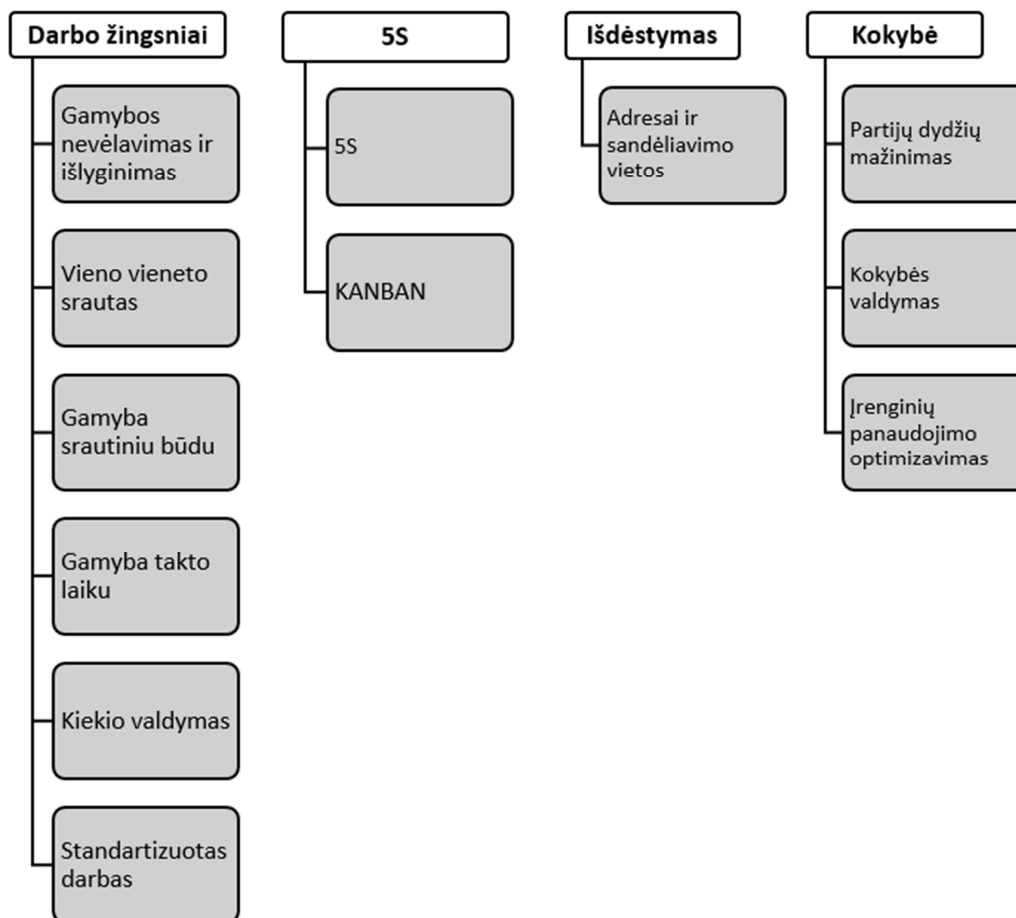 Darbo žingsniai
Gamybos
nevėlavimas ir
išlyginimas
Vieno vieneto
srautas
Gamyba
srautiniu būdu
Gamyba takto
laiku
Kiekio valdymas
Standartizuotas
darbas
5S
5S
KANBAN
Išdėstymas
Adresai ir
sandėliavimo
vietos
Kokybė
Partijų dydžių
mažinimas
Kokybės
valdymas
Įrenginių
panaudojimo
optimizavimas